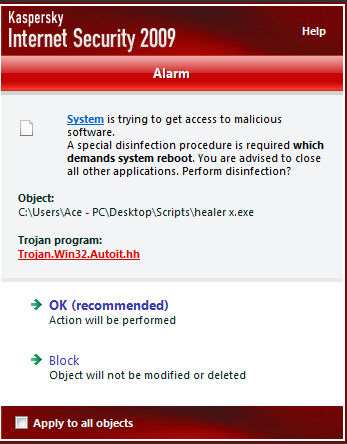 Kaspersky
Internet Security 2009
Help
Alarm
System is trying to get access to malicious
software.
A special disinfection procedure is required which
demands system reboot. You are advised to close
all other applications. Perform disinfection?
Object:
C:\Users\Ace - PC\Desktop\Scripts\healer x.exe
Trojan program:
Trojan.Win32.Autoit.hh
OK (recommended)
Action will be performed
Block
Object will not be modified or deleted
Apply to all objects